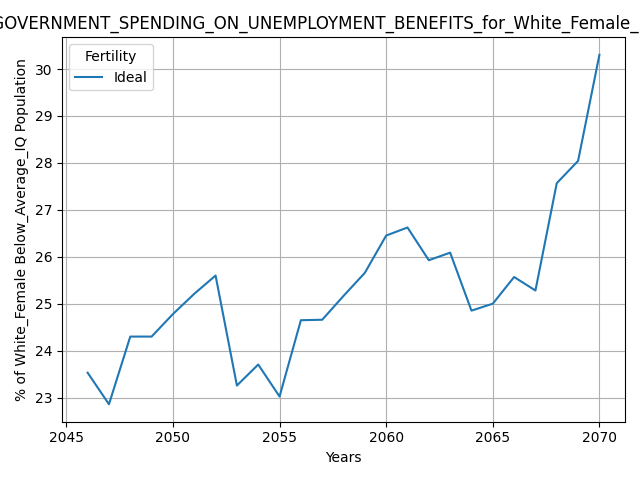 GOVERNMENT_SPENDING_ON_UNEMPLOYMENT_BENEFITS_for_White_Female_
Fertility
Ideal
30
29
28
27
26
25
24
23
% of White_Female Below_Average_IQ Population
2045 2050 2055 2060 2065 2070
Years